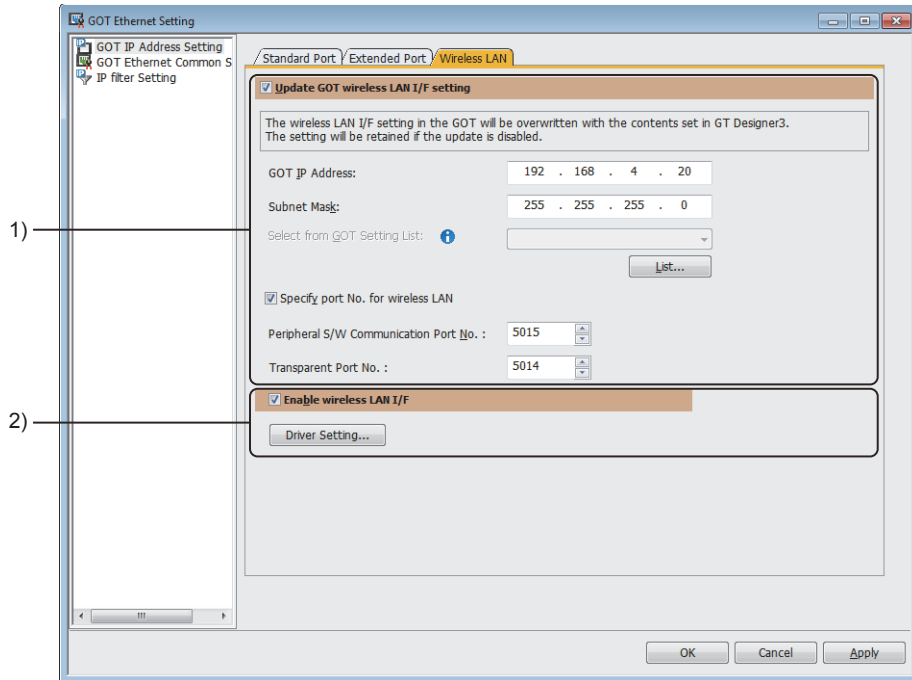 GOT Ethernet Setting
GOT IP Address Setting
GOT Ethernet Common S
IP filter Setting
Standard Port
Extended Port
Wireless LAN
1)
Update GOT wireless LAN I/F setting
The wireless LAN I/F setting in the GOT will be overwritten with the contents set in GT Designer3.
The setting will be retained if the update is disabled.
GOT IP Address: 192 . 168 . 4 . 20
Subnet Mask: 255 . 255 . 255 . 0
Select from GOT Setting List:
List...
Specify port No. for wireless LAN
Peripheral S/W Communication Port No. : 5015
Transparent Port No. : 5014
2)
Enable wireless LAN I/F
Driver Setting...
OK
Cancel
Apply